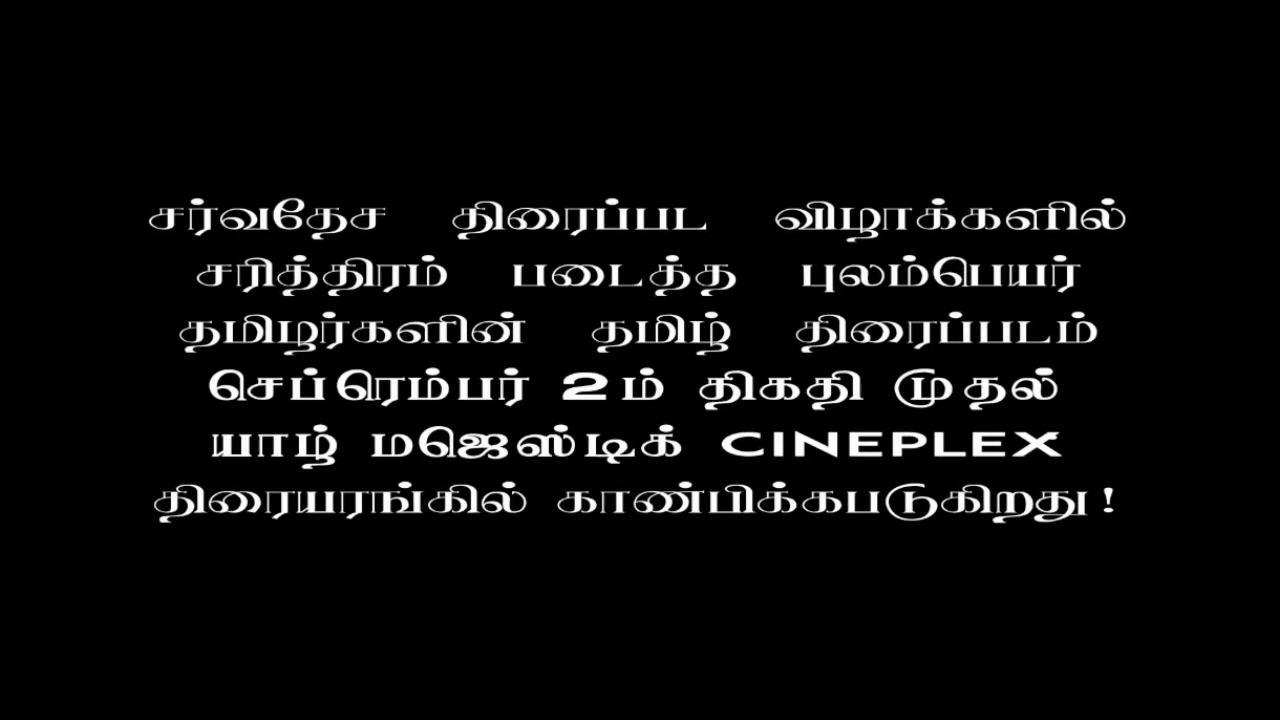 சர்வதேச திரைப்பட விழாக்களில்
சரித்திரம் படைத்த புலம்பெயர்
தமிழர்களின் தமிழ் திரைப்படம்
செப்ரெம்பர் 2ம் திகதி முதல்
யாழ் மஜெஸ்டிக் CINEPLEX
திரையரங்கில் காண்பிக்கபடுகிறது!